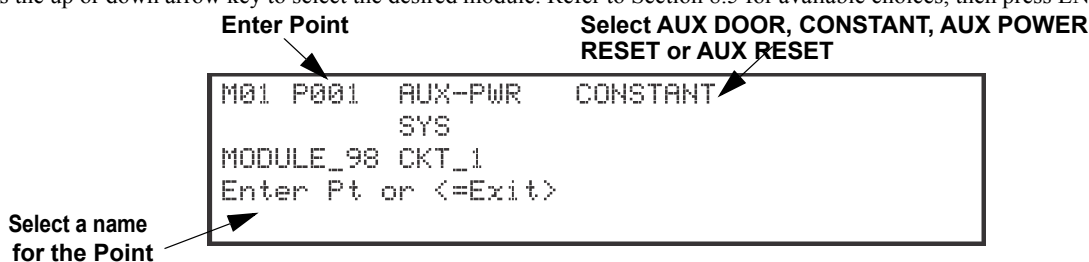 s the up or down arrow key to select the desired module. Refer to Section 8.5 for available choices, then press EN
Enter Point
Select AUX DOOR, CONSTANT, AUX POWER
RESET or AUX RESET
M01 P001 AUX-PWR CONSTANT
SYS
MODULE_98 CKT_1
Enter Pt or <=Exit>
Select a name
for the Point